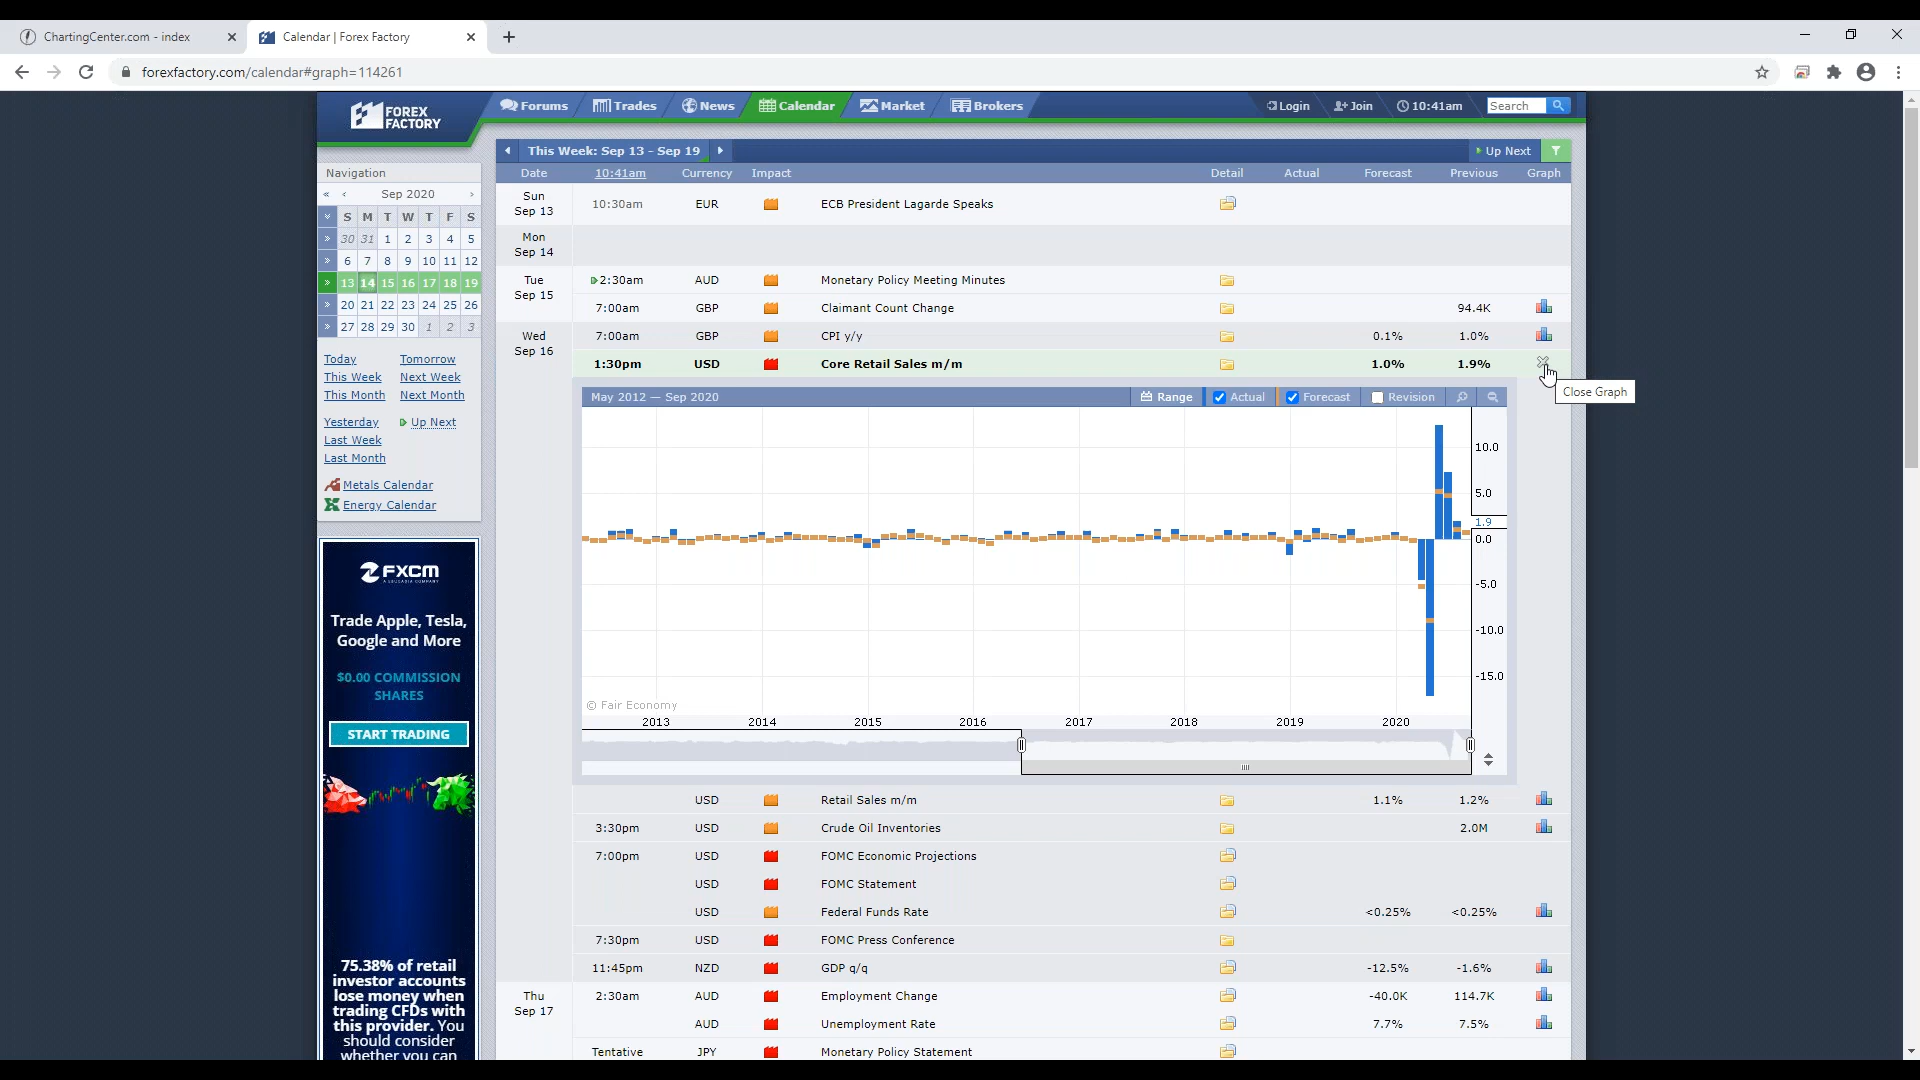 ChartingCenter.com - index
Calendar | Forex Factory
forexfactory.com/calendar#graph=114261
FOREX
FACTORY
Forums Trades News Calendar Market Brokers Login Join 10:41am Search
Navigation
« ‹ Sep 2020 ›
S M T W T F S
» 30 31 1 2 3 4 5
» 6 7 8 9 10 11 12
» 13 14 15 16 17 18 19
» 20 21 22 23 24 25 26
» 27 28 29 30 1 2 3
Today Tomorrow
This Week Next Week
This Month Next Month
Yesterday Up Next
Last Week
Last Month
Metals Calendar
Energy Calendar
FXCM
Trade Apple, Tesla,
Google and More
$0.00 COMMISSION
SHARES
START TRADING
75.38% of retail
investor accounts
lose money when
trading CFDs with
this provider. You
should consider
whether you can
This Week: Sep 13 - Sep 19 Up Next
Date 10:41am Currency Impact Detail Actual Forecast Previous Graph
Sun
Sep 13 10:30am EUR ECB President Lagarde Speaks
Mon
Sep 14
Tue
Sep 15 2:30am AUD Monetary Policy Meeting Minutes
7:00am GBP Claimant Count Change 94.4K
Wed
Sep 16 7:00am GBP CPI y/y 0.1% 1.0%
1:30pm USD Core Retail Sales m/m 1.0% 1.9%
Close Graph
May 2012 — Sep 2020 Range Actual Forecast Revision
10.0
5.0
1.9
0.0
-5.0
-10.0
-15.0
© Fair Economy
2013 2014 2015 2016 2017 2018 2019 2020
USD Retail Sales m/m 1.1% 1.2%
3:30pm USD Crude Oil Inventories 2.0M
7:00pm USD FOMC Economic Projections
USD FOMC Statement
USD Federal Funds Rate <0.25% <0.25%
7:30pm USD FOMC Press Conference
11:45pm NZD GDP q/q -12.5% -1.6%
Thu
Sep 17 2:30am AUD Employment Change -40.0K 114.7K
AUD Unemployment Rate 7.7% 7.5%
Tentative JPY Monetary Policy Statement